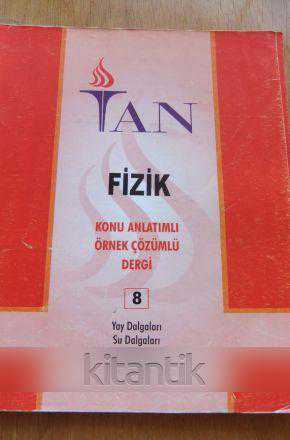 TAN
FİZİK
KONU ANLATIMLI
ÖRNEK ÇÖZÜMLÜ
DERGİ
8
Yay Dalgaları
Su Dalgaları
kitantik